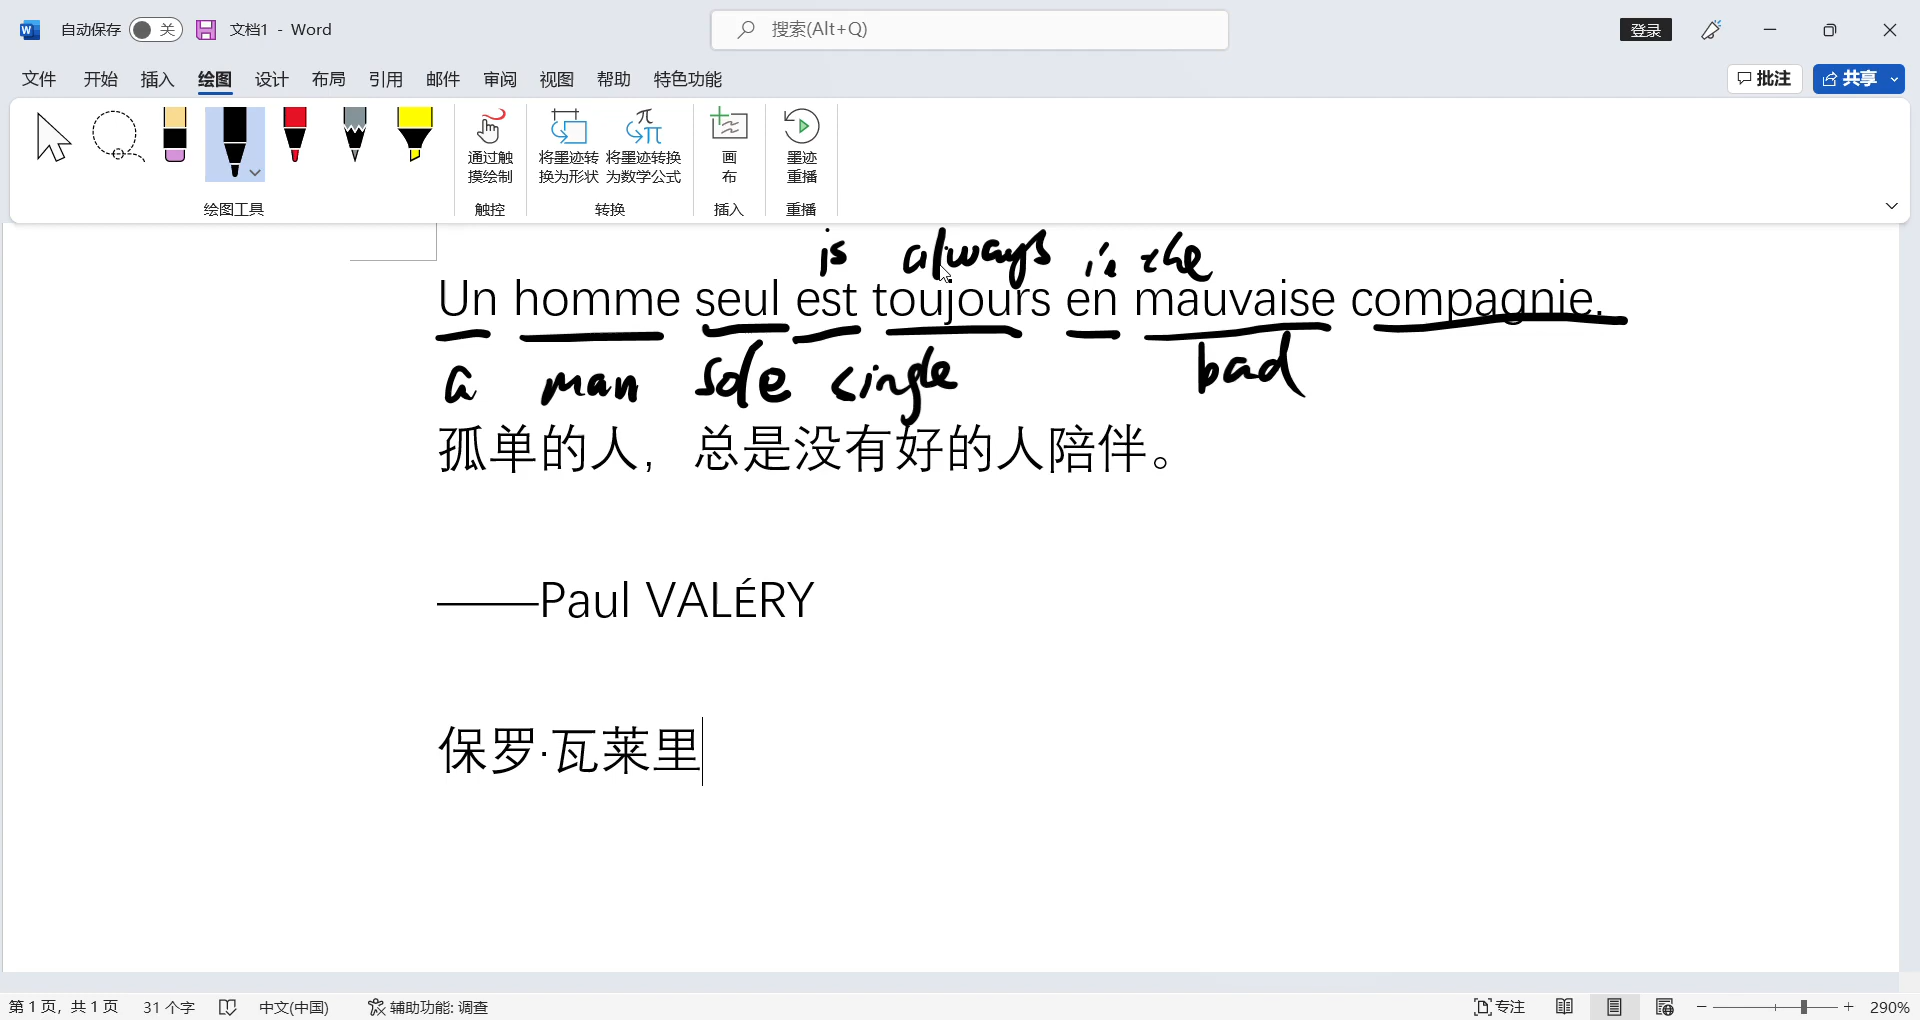 自动保存 关 文档1 - Word 搜索(Alt+Q) 登录
文件 开始 插入 绘图 设计 布局 引用 邮件 审阅 视图 帮助 特色功能 批注 共享
通过触摸绘制 将墨迹转换为形状 将墨迹转换为数学公式 画布 墨迹重播
绘图工具 触控 转换 插入 重播
is always in the
Un homme seul est toujours en mauvaise compagnie.
a man sole single bad
孤单的人，总是没有好的人陪伴。
——Paul VALÉRY
保罗·瓦莱里
第1页，共1页 31个字 中文(中国) 辅助功能: 调查 专注 290%